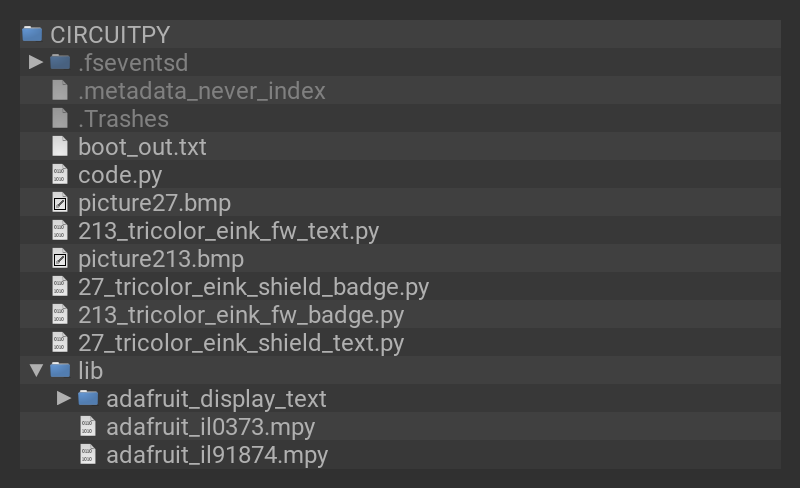 CIRCUITPY
.fseventsd
.metadata_never_index
.Trashes
boot_out.txt
code.py
picture27.bmp
213_tricolor_eink_fw_text.py
picture213.bmp
27_tricolor_eink_shield_badge.py
213_tricolor_eink_fw_badge.py
27_tricolor_eink_shield_text.py
lib
adafruit_display_text
adafruit_il0373.mpy
adafruit_il91874.mpy